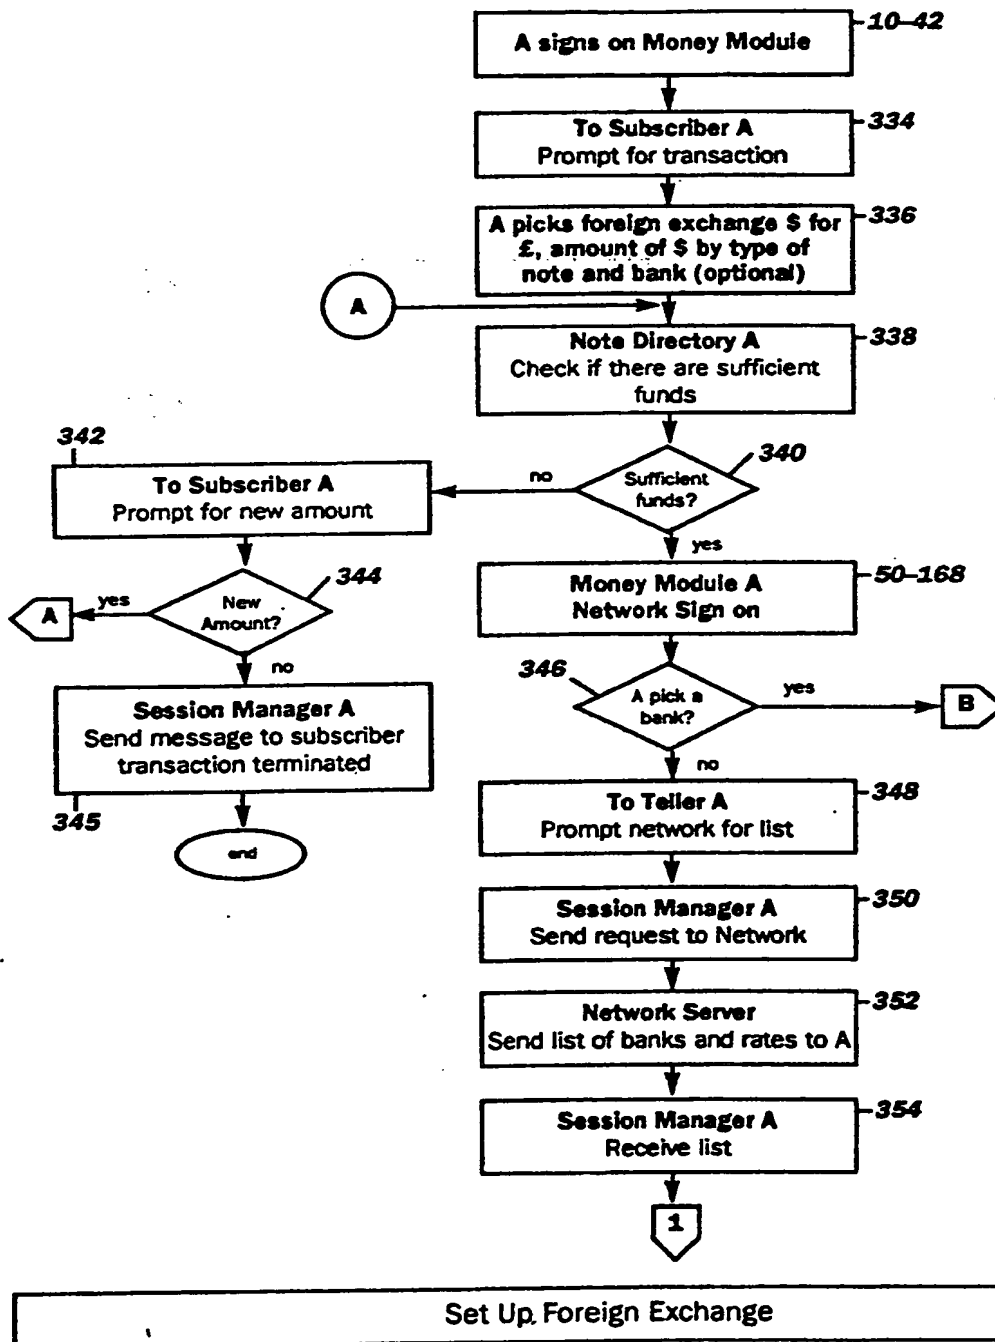 10–42
A signs on Money Module
334
To Subscriber A
Prompt for transaction
336
A picks foreign exchange $ for
£, amount of $ by type of
note and bank (optional)
A
338
Note Directory A
Check if there are sufficient
funds
340
Sufficient
funds?
no
yes
342
To Subscriber A
Prompt for new amount
344
New
Amount?
yes
A
no
Session Manager A
Send message to subscriber
transaction terminated
345
end
50–168
Money Module A
Network Sign on
346
A pick a
bank?
yes
B
no
348
To Teller A
Prompt network for list
350
Session Manager A
Send request to Network
352
Network Server
Send list of banks and rates to A
354
Session Manager A
Receive list
1
Set Up Foreign Exchange